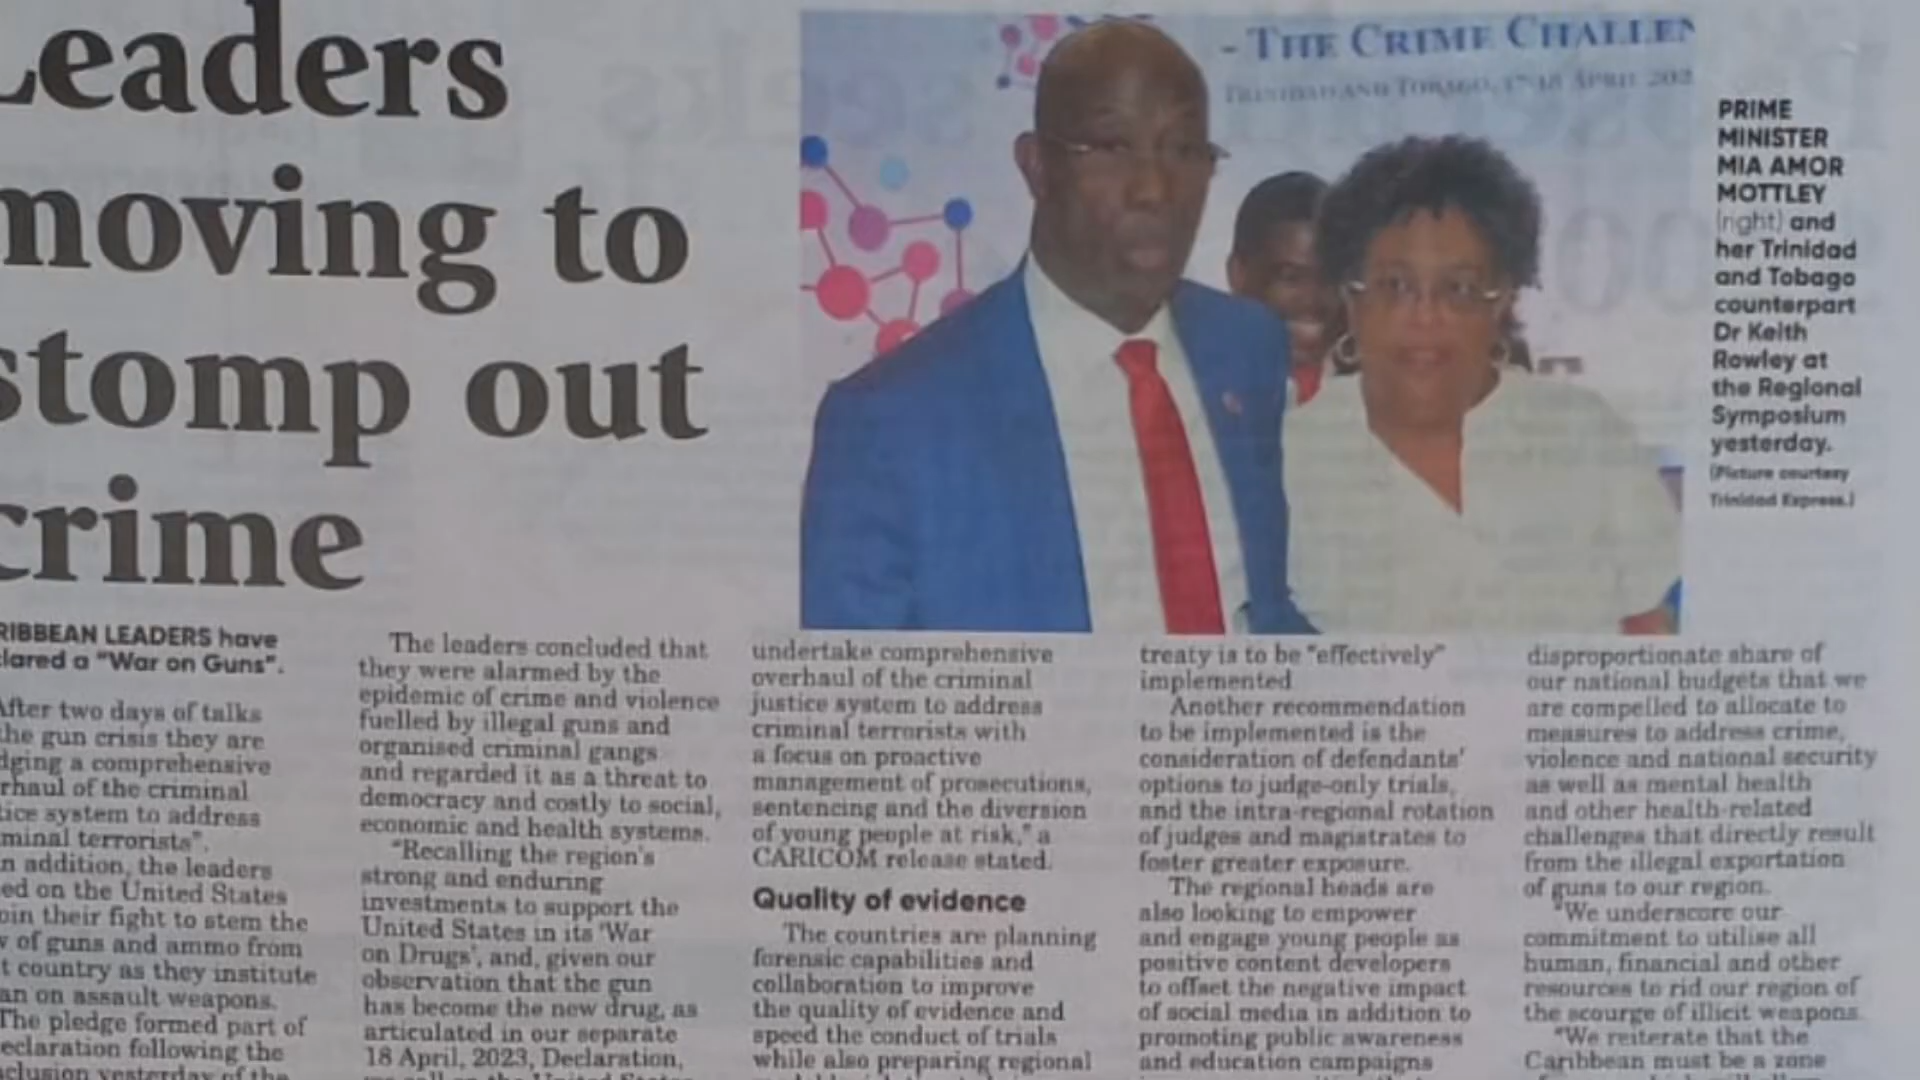 Leaders
moving to
stomp out
crime
- THE CRIME CHALLEN
TRINIDAD AND TOBAGO, 17-18 APRIL 202
PRIME
MINISTER
MIA AMOR
MOTTLEY
(right) and
her Trinidad
and Tobago
counterpart
Dr Keith
Rowley at
the Regional
Symposium
yesterday.
(Picture courtesy
Trinidad Express.)
RIBBEAN LEADERS have
lared a "War on Guns".
After two days of talks
the gun crisis they are
dging a comprehensive
rhaul of the criminal
tice system to address
minal terrorists".
n addition, the leaders
ed on the United States
oin their fight to stem the
w of guns and ammo from
t country as they institute
an on assault weapons.
The pledge formed part of
eclaration following the
nclusion yesterday of the
The leaders concluded that
they were alarmed by the
epidemic of crime and violence
fuelled by illegal guns and
organised criminal gangs
and regarded it as a threat to
democracy and costly to social,
economic and health systems.
"Recalling the region's
strong and enduring
investments to support the
United States in its 'War
on Drugs', and, given our
observation that the gun
has become the new drug, as
articulated in our separate
18 April, 2023, Declaration,
undertake comprehensive
overhaul of the criminal
justice system to address
criminal terrorists with
a focus on proactive
management of prosecutions,
sentencing and the diversion
of young people at risk," a
CARICOM release stated.
Quality of evidence
The countries are planning
forensic capabilities and
collaboration to improve
the quality of evidence and
speed the conduct of trials
while also preparing regional
treaty is to be "effectively"
implemented
Another recommendation
to be implemented is the
consideration of defendants'
options to judge-only trials,
and the intra-regional rotation
of judges and magistrates to
foster greater exposure.
The regional heads are
also looking to empower
and engage young people as
positive content developers
to offset the negative impact
of social media in addition to
promoting public awareness
and education campaigns
disproportionate share of
our national budgets that we
are compelled to allocate to
measures to address crime,
violence and national security
as well as mental health
and other health-related
challenges that directly result
from the illegal exportation
of guns to our region.
"We underscore our
commitment to utilise all
human, financial and other
resources to rid our region of
the scourge of illicit weapons.
"We reiterate that the
Caribbean must be a zone